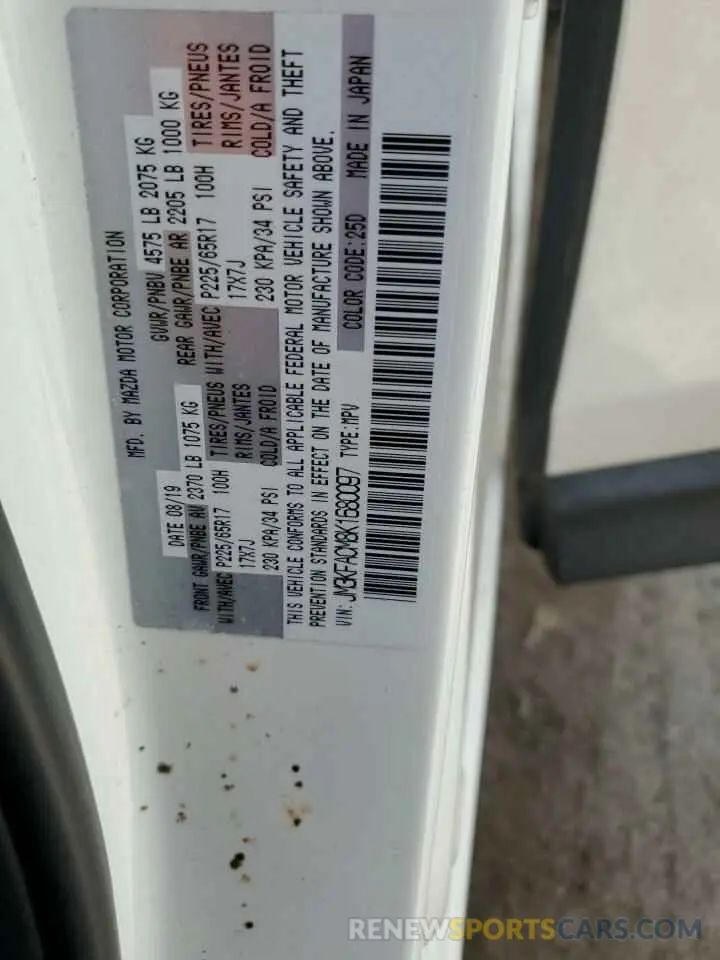 MFD. BY MAZDA MOTOR CORPORATION
DATE 08/19 GVWR/PNBV 4575 LB 2075 KG
FRONT GAWR/PNBE AV 2370 LB 1075 KG REAR GAWR/PNBE AR 2205 LB 1000 KG
WITH/AVEC P225/65R17 100H TIRES/PNEUS WITH/AVEC P225/65R17 100H TIRES/PNEUS
17X7J RIMS/JANTES 17X7J RIMS/JANTES
230 KPA/34 PSI COLD/A FROID 230 KPA/34 PSI COLD/A FROID
THIS VEHICLE CONFORMS TO ALL APPLICABLE FEDERAL MOTOR VEHICLE SAFETY AND THEFT
PREVENTION STANDARDS IN EFFECT ON THE DATE OF MANUFACTURE SHOWN ABOVE.
VIN: JM3KFACM8K1680097 TYPE:MPV COLOR CODE:25D MADE IN JAPAN
RENEWSPORTSCARS.COM